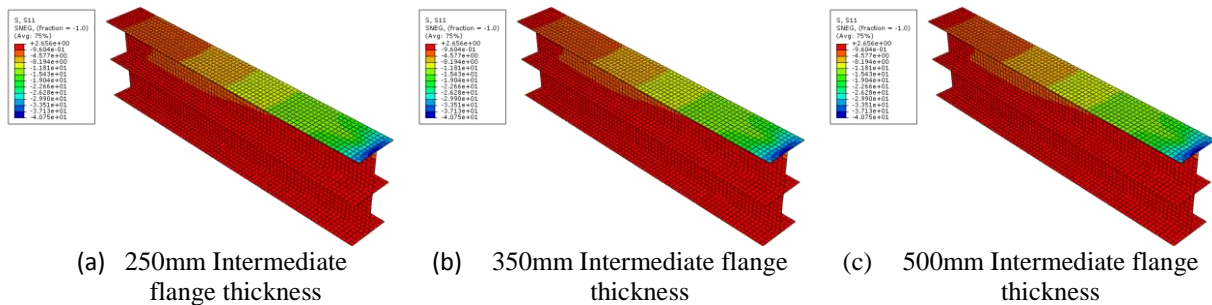 S, S11
SNEG, (fraction = -1.0)
(Avg: 75%)
+2.656e+00
-9.604e-01
-4.577e+00
-8.194e+00
-1.181e+01
-1.543e+01
-1.904e+01
-2.266e+01
-2.628e+01
-2.990e+01
-3.351e+01
-3.713e+01
-4.075e+01
S, S11
SNEG, (fraction = -1.0)
(Avg: 75%)
+2.656e+00
-9.604e-01
-4.577e+00
-8.194e+00
-1.181e+01
-1.543e+01
-1.904e+01
-2.266e+01
-2.628e+01
-2.990e+01
-3.351e+01
-3.713e+01
-4.075e+01
S, S11
SNEG, (fraction = -1.0)
(Avg: 75%)
+2.656e+00
-9.604e-01
-4.577e+00
-8.194e+00
-1.181e+01
-1.543e+01
-1.904e+01
-2.266e+01
-2.628e+01
-2.990e+01
-3.351e+01
-3.713e+01
-4.075e+01
(a) 250mm Intermediate
flange thickness
(b) 350mm Intermediate flange
thickness
(c) 500mm Intermediate flange
thickness